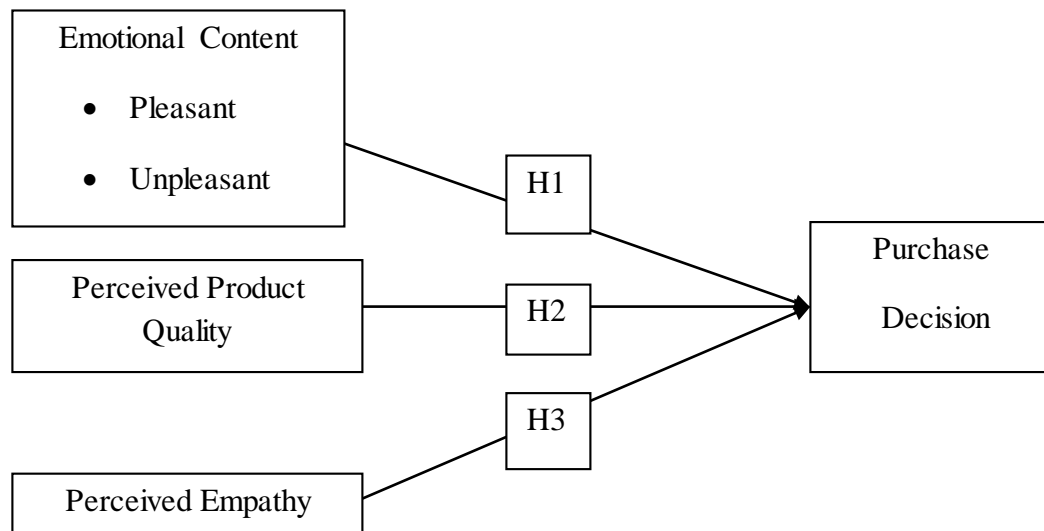 Emotional Content
• Pleasant
• Unpleasant
H1
Purchase
Decision
Perceived Product
Quality
H2
H3
Perceived Empathy